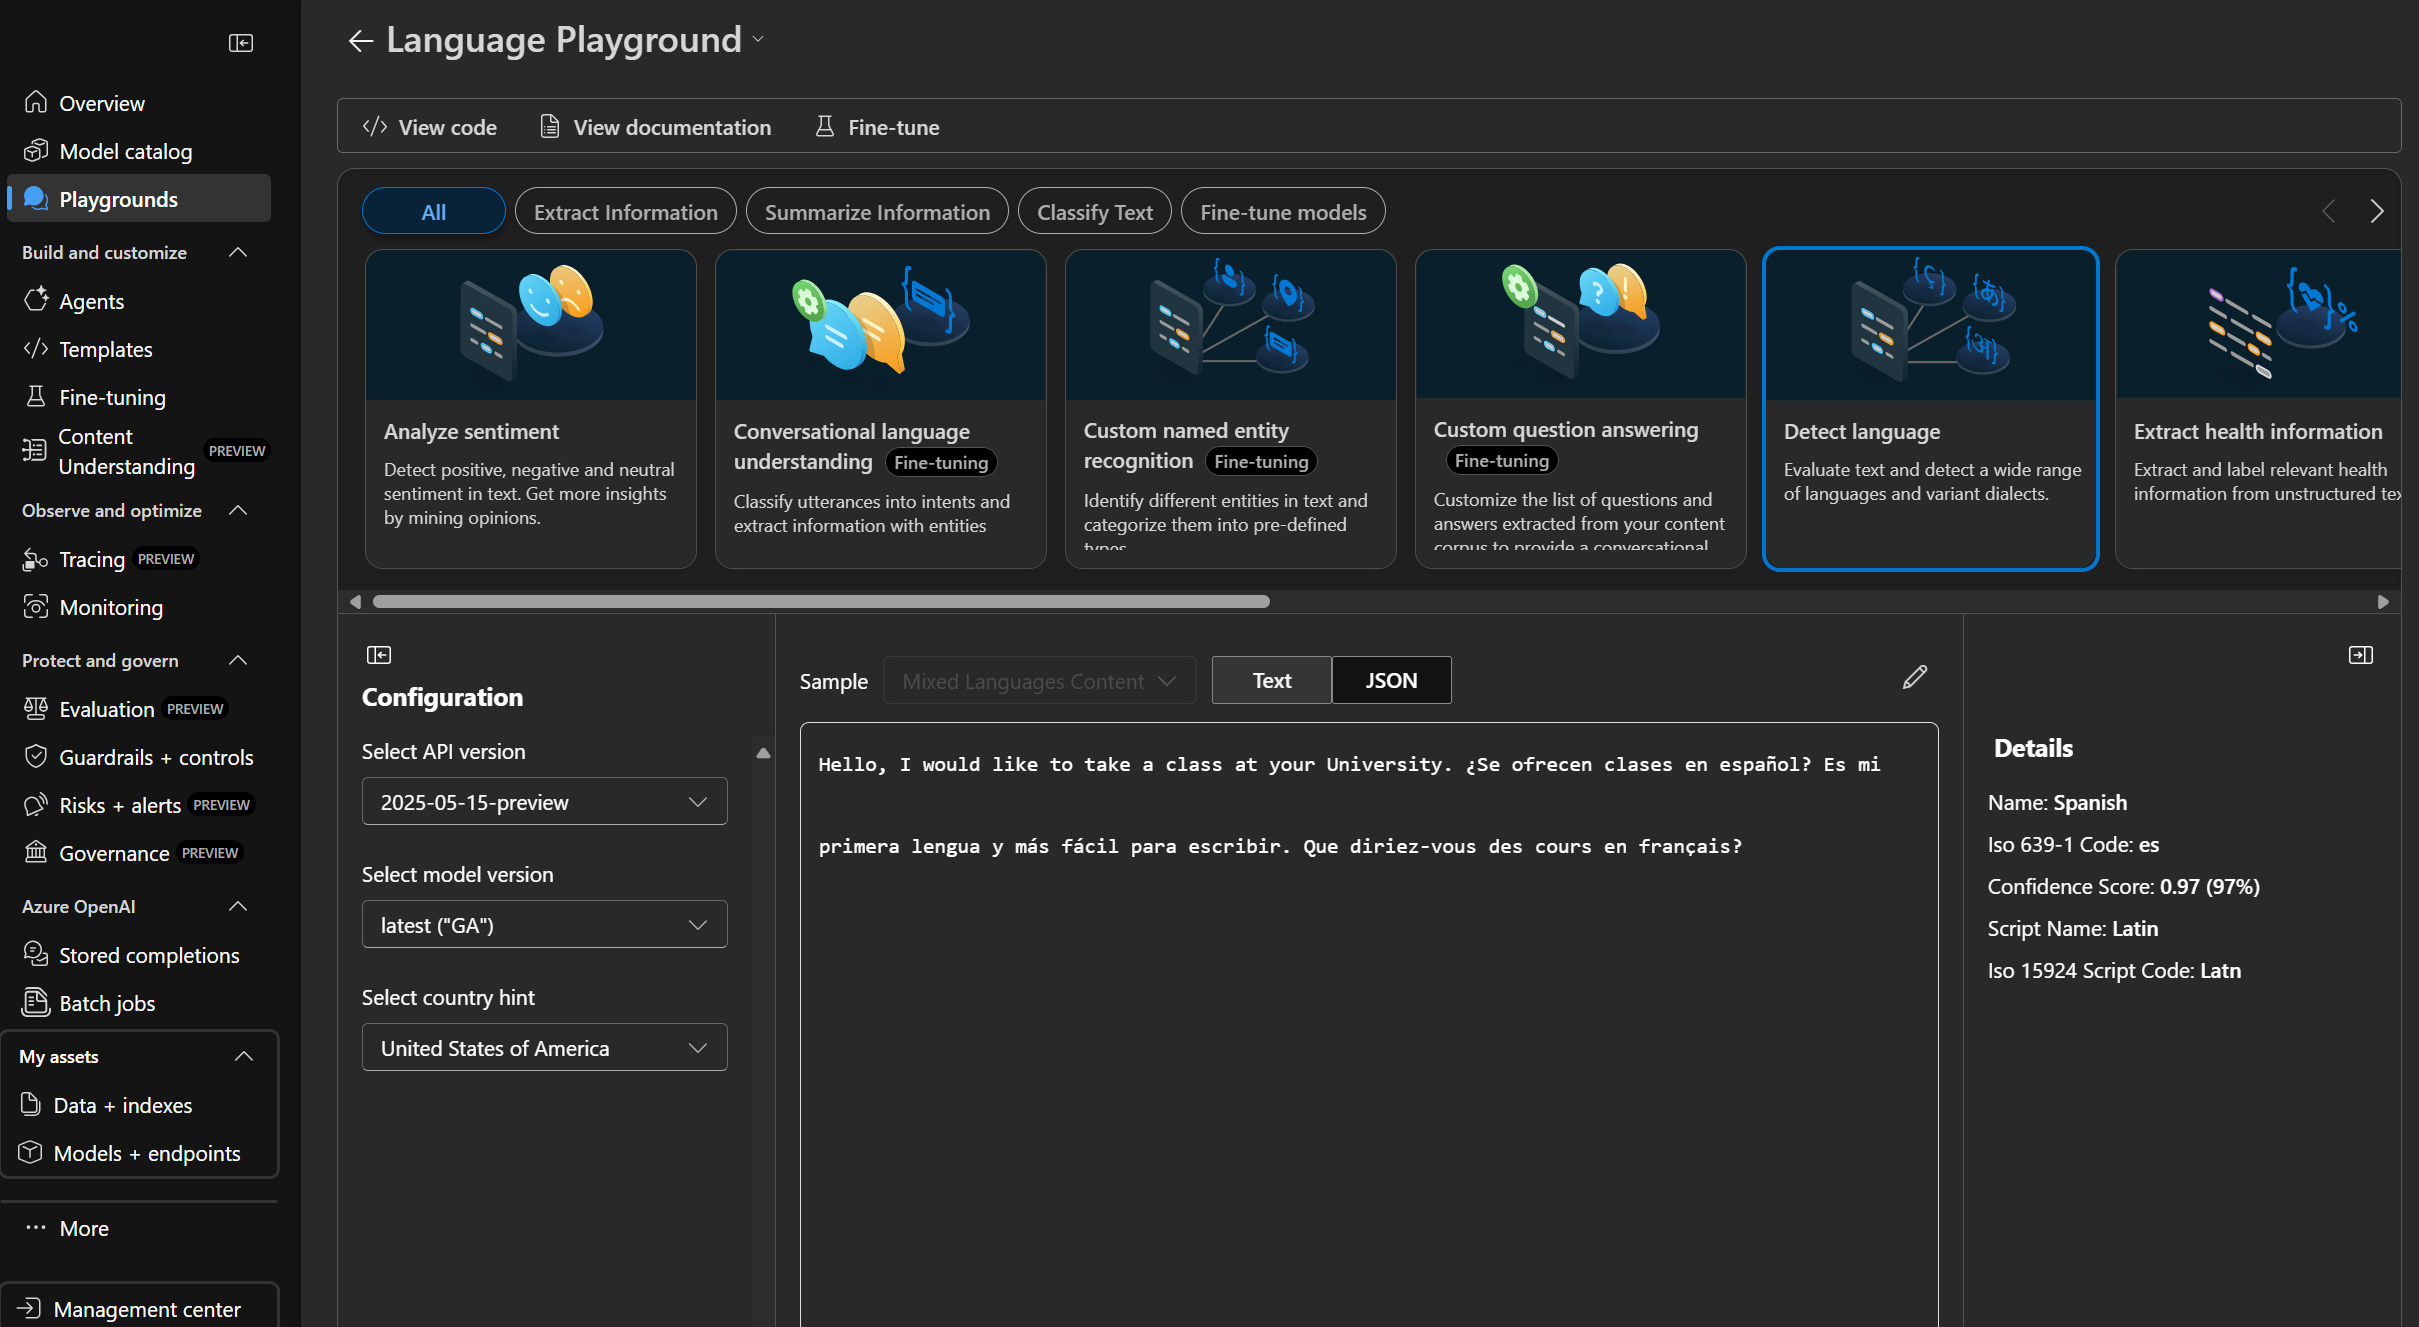 Language Playground
Overview
Model catalog
Playgrounds
Build and customize
Agents
Templates
Fine-tuning
Content
Understanding
PREVIEW
Observe and optimize
Tracing PREVIEW
Monitoring
Protect and govern
Evaluation PREVIEW
Guardrails + controls
Risks + alerts PREVIEW
Governance PREVIEW
Azure OpenAI
Stored completions
Batch jobs
My assets
Data + indexes
Models + endpoints
More
Management center
View code
View documentation
Fine-tune
All
Extract Information
Summarize Information
Classify Text
Fine-tune models
Analyze sentiment
Detect positive, negative and neutral
sentiment in text. Get more insights
by mining opinions.
Conversational language
understanding Fine-tuning
Classify utterances into intents and
extract information with entities
Custom named entity
recognition Fine-tuning
Identify different entities in text and
categorize them into pre-defined
types
Custom question answering
Fine-tuning
Customize the list of questions and
answers extracted from your content
corpus to provide a conversational
Detect language
Evaluate text and detect a wide range
of languages and variant dialects.
Extract health information
Extract and label relevant health
information from unstructured
Configuration
Select API version
2025-05-15-preview
Select model version
latest ("GA")
Select country hint
United States of America
Sample
Mixed Languages Content
Text
JSON
Hello, I would like to take a class at your University. ¿Se ofrecen clases en español? Es mi
primera lengua y más fácil para escribir. Que diriez-vous des cours en français?
Details
Name: Spanish
Iso 639-1 Code: es
Confidence Score: 0.97 (97%)
Script Name: Latin
Iso 15924 Script Code: Latn